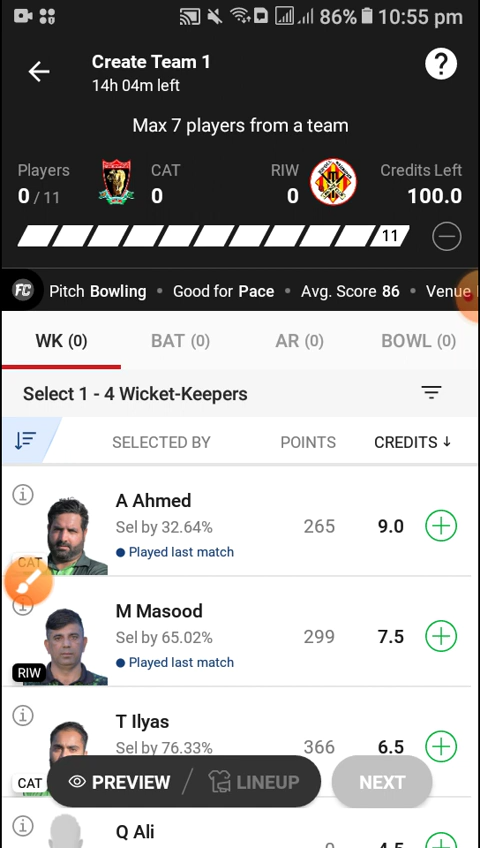 86% 10:55 pm
Create Team 1
14h 04m left
?
Max 7 players from a team
Players CAT RIW Credits Left
0 / 11 0 0 100.0
11
FC Pitch Bowling • Good for Pace • Avg. Score 86 • Venue
WK (0) BAT (0) AR (0) BOWL (0)
Select 1 - 4 Wicket-Keepers
SELECTED BY POINTS CREDITS ↓
A Ahmed
Sel by 32.64% 265 9.0
Played last match
CAT
M Masood
Sel by 65.02% 299 7.5
Played last match
RIW
T Ilyas
Sel by 76.33% 366 6.5
CAT
PREVIEW / LINEUP NEXT
Q Ali